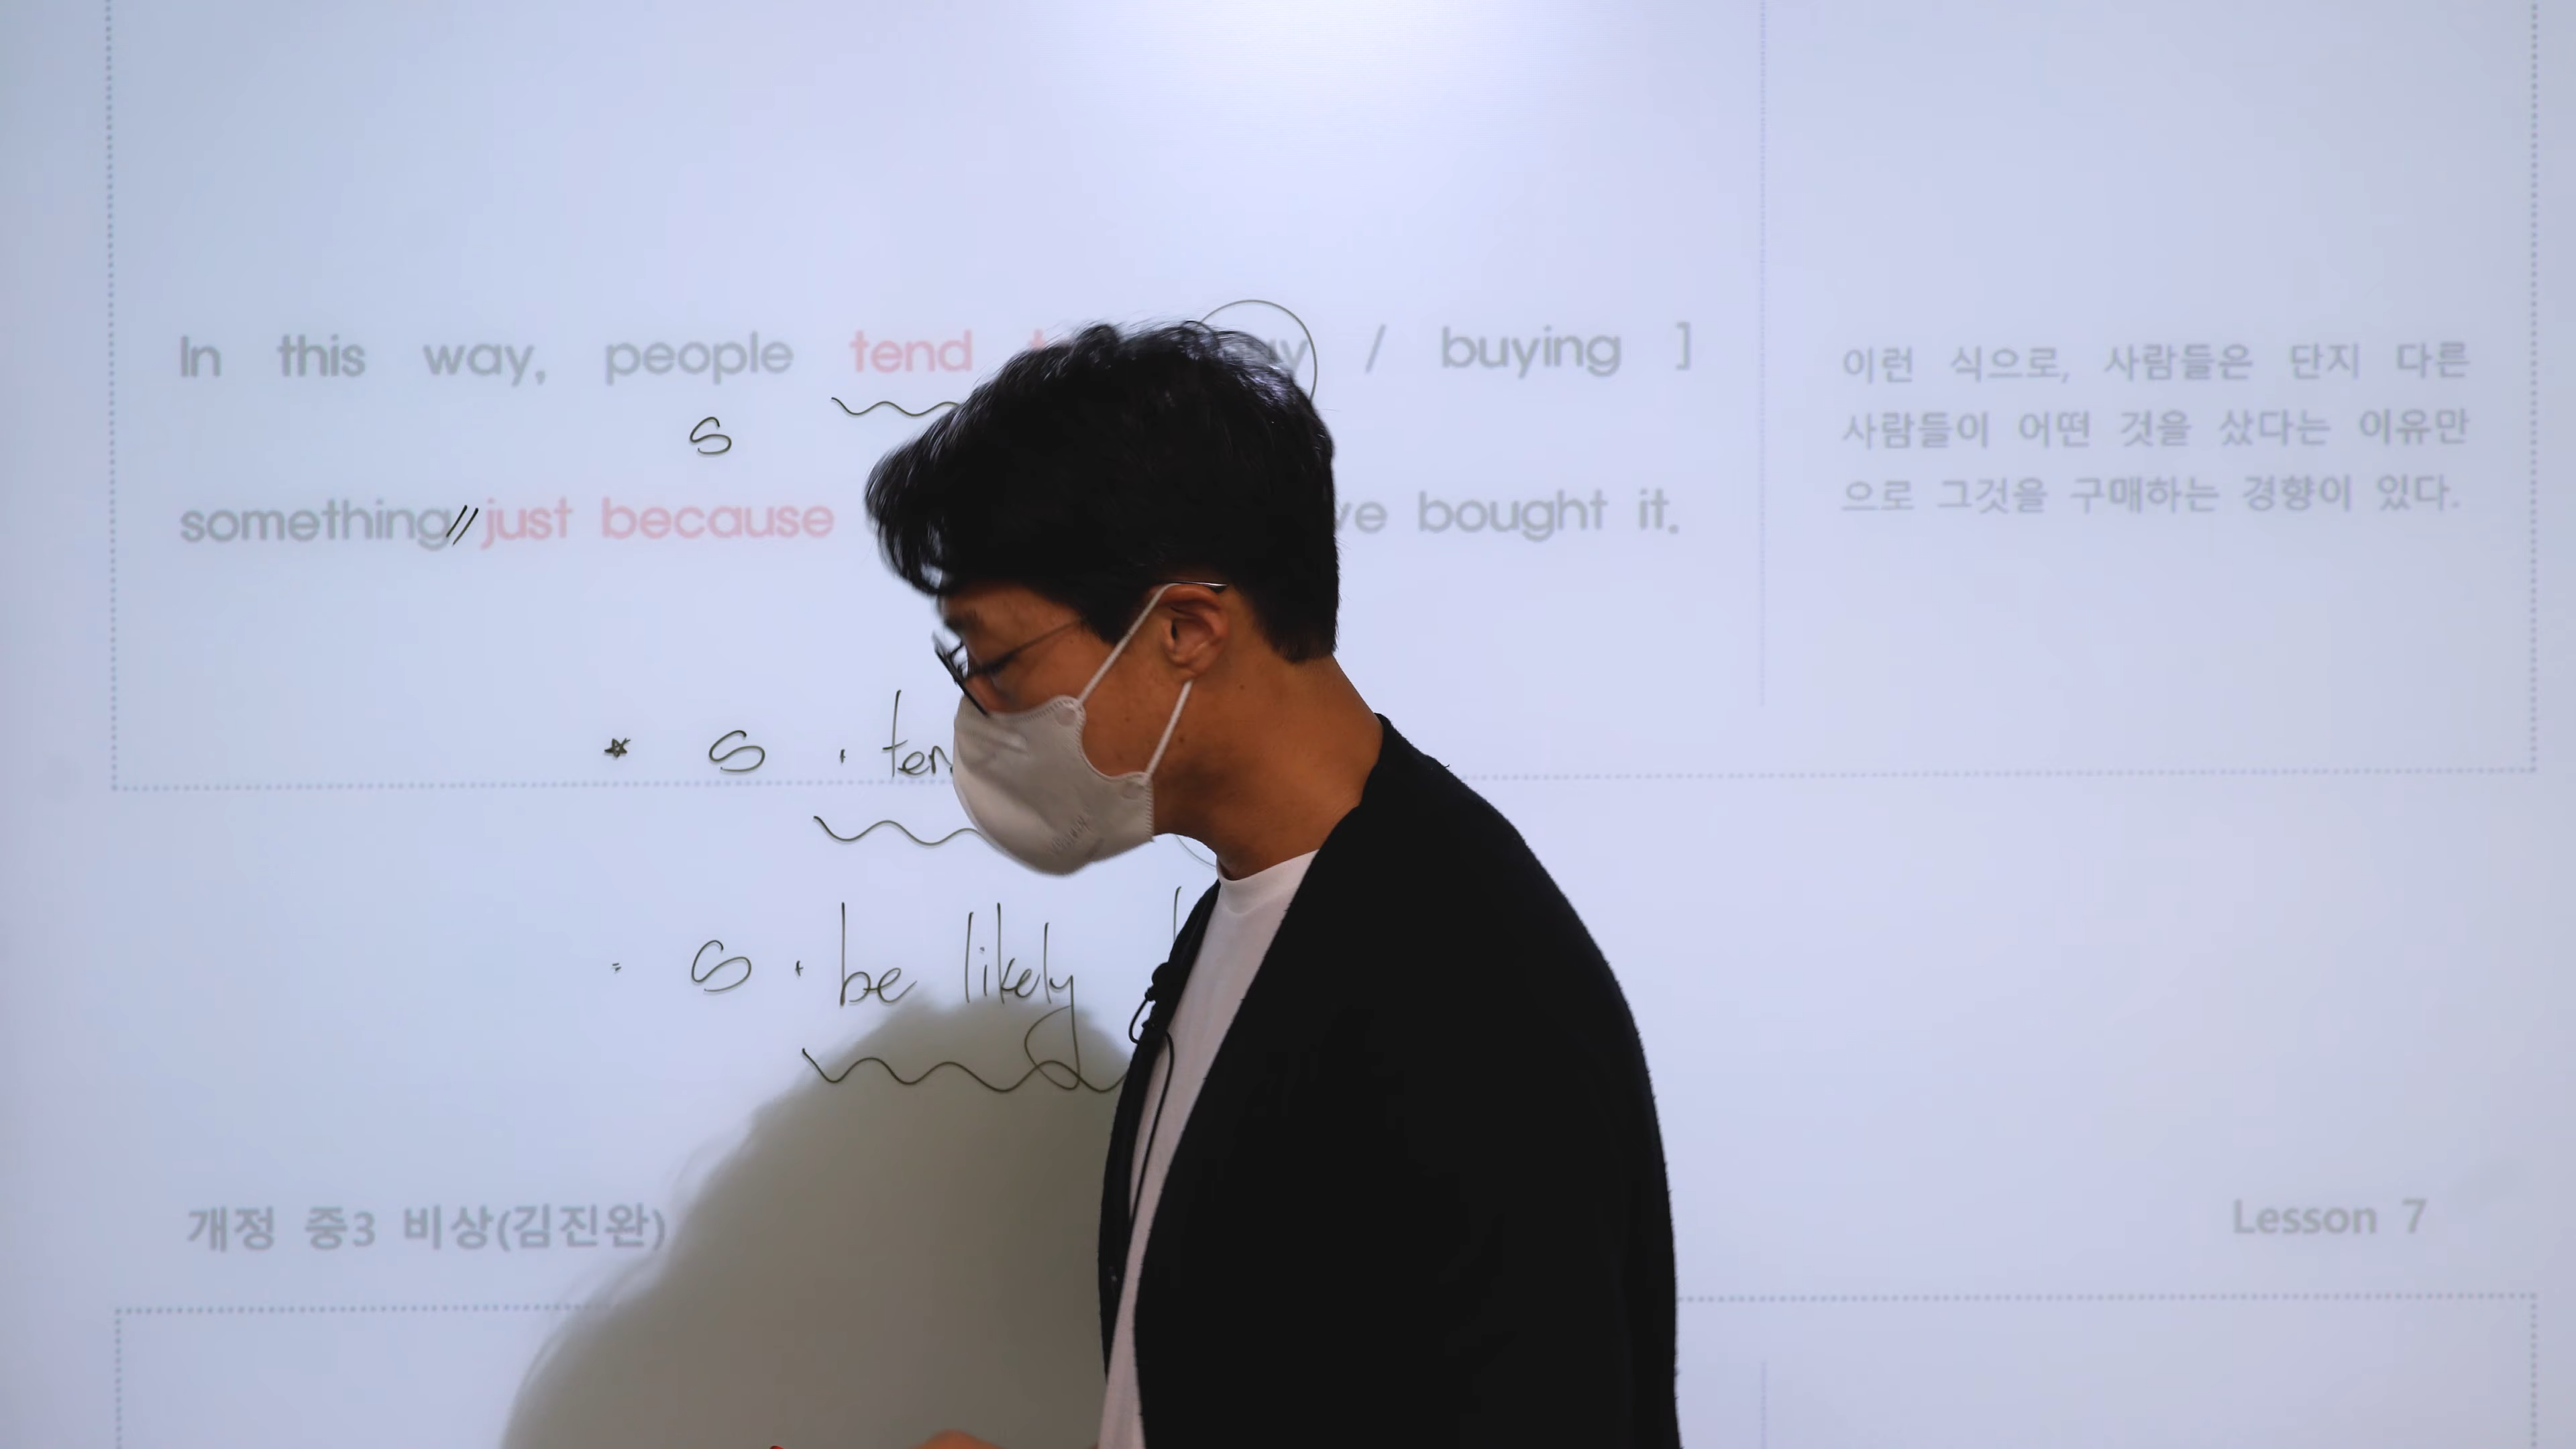 In this way, people tend / buying ]
something // just because bought it.
S
이런 식으로, 사람들은 단지 다른
사람들이 어떤 것을 샀다는 이유만
으로 그것을 구매하는 경향이 있다.
* S + ten
= S + be likely
개정 중3 비상(김진완)
Lesson 7